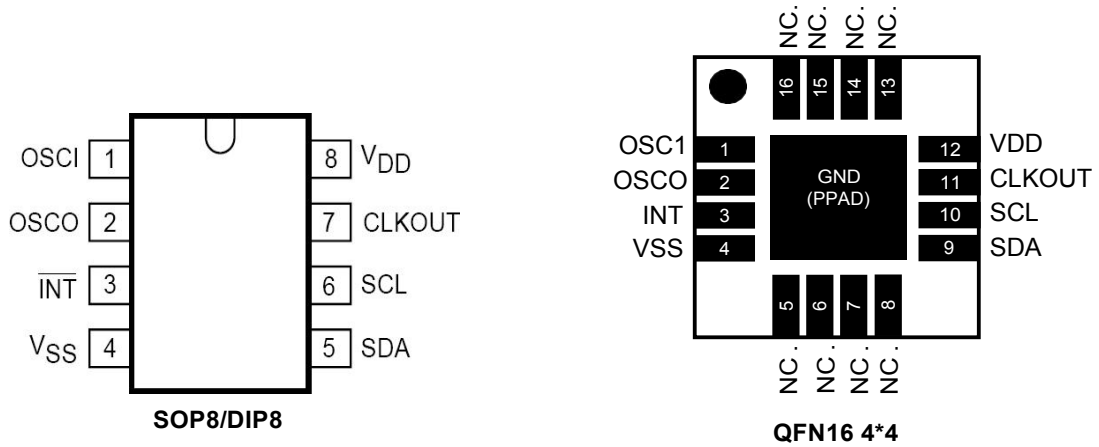 OSCI 1
OSCO 2
INT 3
VSS 4
8 VDD
7 CLKOUT
6 SCL
5 SDA
SOP8/DIP8
NC. NC. NC. NC.
16 15 14 13
OSC1 1
OSCO 2
INT 3
VSS 4
GND
(PPAD)
12 VDD
11 CLKOUT
10 SCL
9 SDA
5 6 7 8
NC. NC. NC. NC.
QFN16 4*4